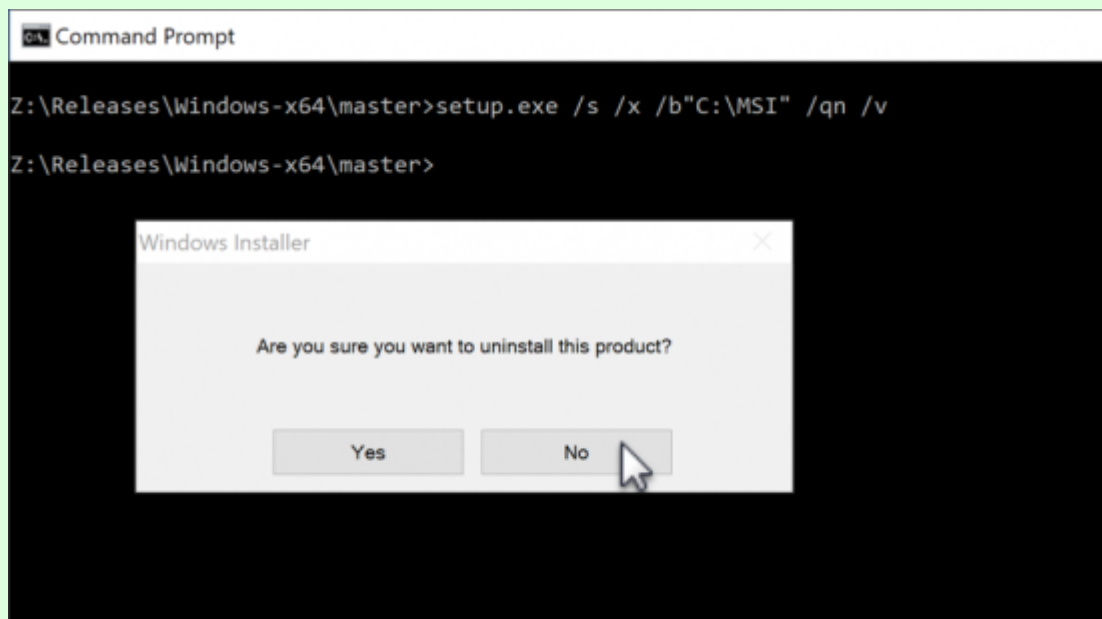 Command Prompt
Z:\Releases\Windows-x64\master>setup.exe /s /x /b"C:\MSI" /qn /v
Z:\Releases\Windows-x64\master>
Windows Installer
Are you sure you want to uninstall this product?
Yes No